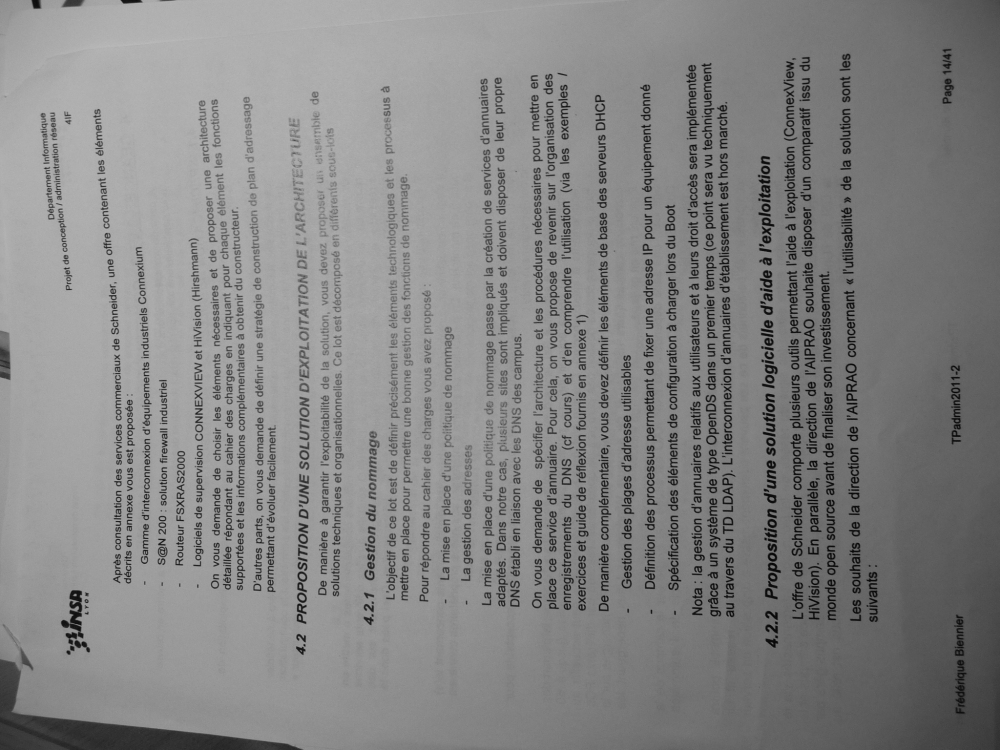 INSA
LYON
Département Informatique
Projet de conception / administration réseau
4IF
Après consultation des services commerciaux de Schneider, une offre contenant les éléments
décrits en annexe vous est proposée :
- Gamme d'interconnexion d'équipements industriels Connexium
- S@N 200 : solution firewall industriel
- Routeur FSXRAS2000
- Logiciels de supervision CONNEXVIEW et HiVision (Hirshmann)
On vous demande de choisir les éléments nécessaires et de proposer une architecture
détaillée répondant au cahier des charges en indiquant pour chaque élément les fonctions
supportées et les informations complémentaires à obtenir du constructeur.
D'autres parts, on vous demande de définir une stratégie de construction de plan d'adressage
permettant d'évoluer facilement.
4.2 PROPOSITION D'UNE SOLUTION D'EXPLOITATION DE L'ARCHITECTURE
De manière à garantir l'exploitabilité de la solution, vous devez proposer un ensemble de
solutions techniques et organisationnelles. Ce lot est décomposé en différents sous-lots
4.2.1 Gestion du nommage
L'objectif de ce lot est de définir précisément les éléments technologiques et les processus à
mettre en place pour permettre une bonne gestion des fonctions de nommage.
Pour répondre au cahier des charges vous avez proposé :
- La mise en place d'une politique de nommage
- La gestion des adresses
La mise en place d'une politique de nommage passe par la création de services d'annuaires
adaptés. Dans notre cas, plusieurs sites sont impliqués et doivent disposer de leur propre
DNS établi en liaison avec les DNS des campus.
On vous demande de spécifier l'architecture et les procédures nécessaires pour mettre en
place ce service d'annuaire. Pour cela, on vous propose de revenir sur l'organisation des
enregistrements du DNS (cf cours) et d'en comprendre l'utilisation (via les exemples /
exercices et guide de réflexion fournis en annexe 1)
De manière complémentaire, vous devez définir les éléments de base des serveurs DHCP
- Gestion des plages d'adresse utilisables
- Définition des processus permettant de fixer une adresse IP pour un équipement donné
- Spécification des éléments de configuration à charger lors du Boot
Nota : la gestion d'annuaires relatifs aux utilisateurs et à leurs droit d'accès sera implémentée
grâce à un système de type OpenDS dans un premier temps (ce point sera vu techniquement
au travers du TD LDAP). L'interconnexion d'annuaires d'établissement est hors marché.
4.2.2 Proposition d'une solution logicielle d'aide à l'exploitation
L'offre de Schneider comporte plusieurs outils permettant l'aide à l'exploitation (ConnexView,
HiVision). En parallèle, la direction de l'AIPRAO souhaite disposer d'un comparatif issu du
monde open source avant de finaliser son investissement.
Les souhaits de la direction de l'AIPRAO concernant « l'utilisabilité » de la solution sont les
suivants :
Frédérique Biennier
TPadmin2011-2
Page 14/41